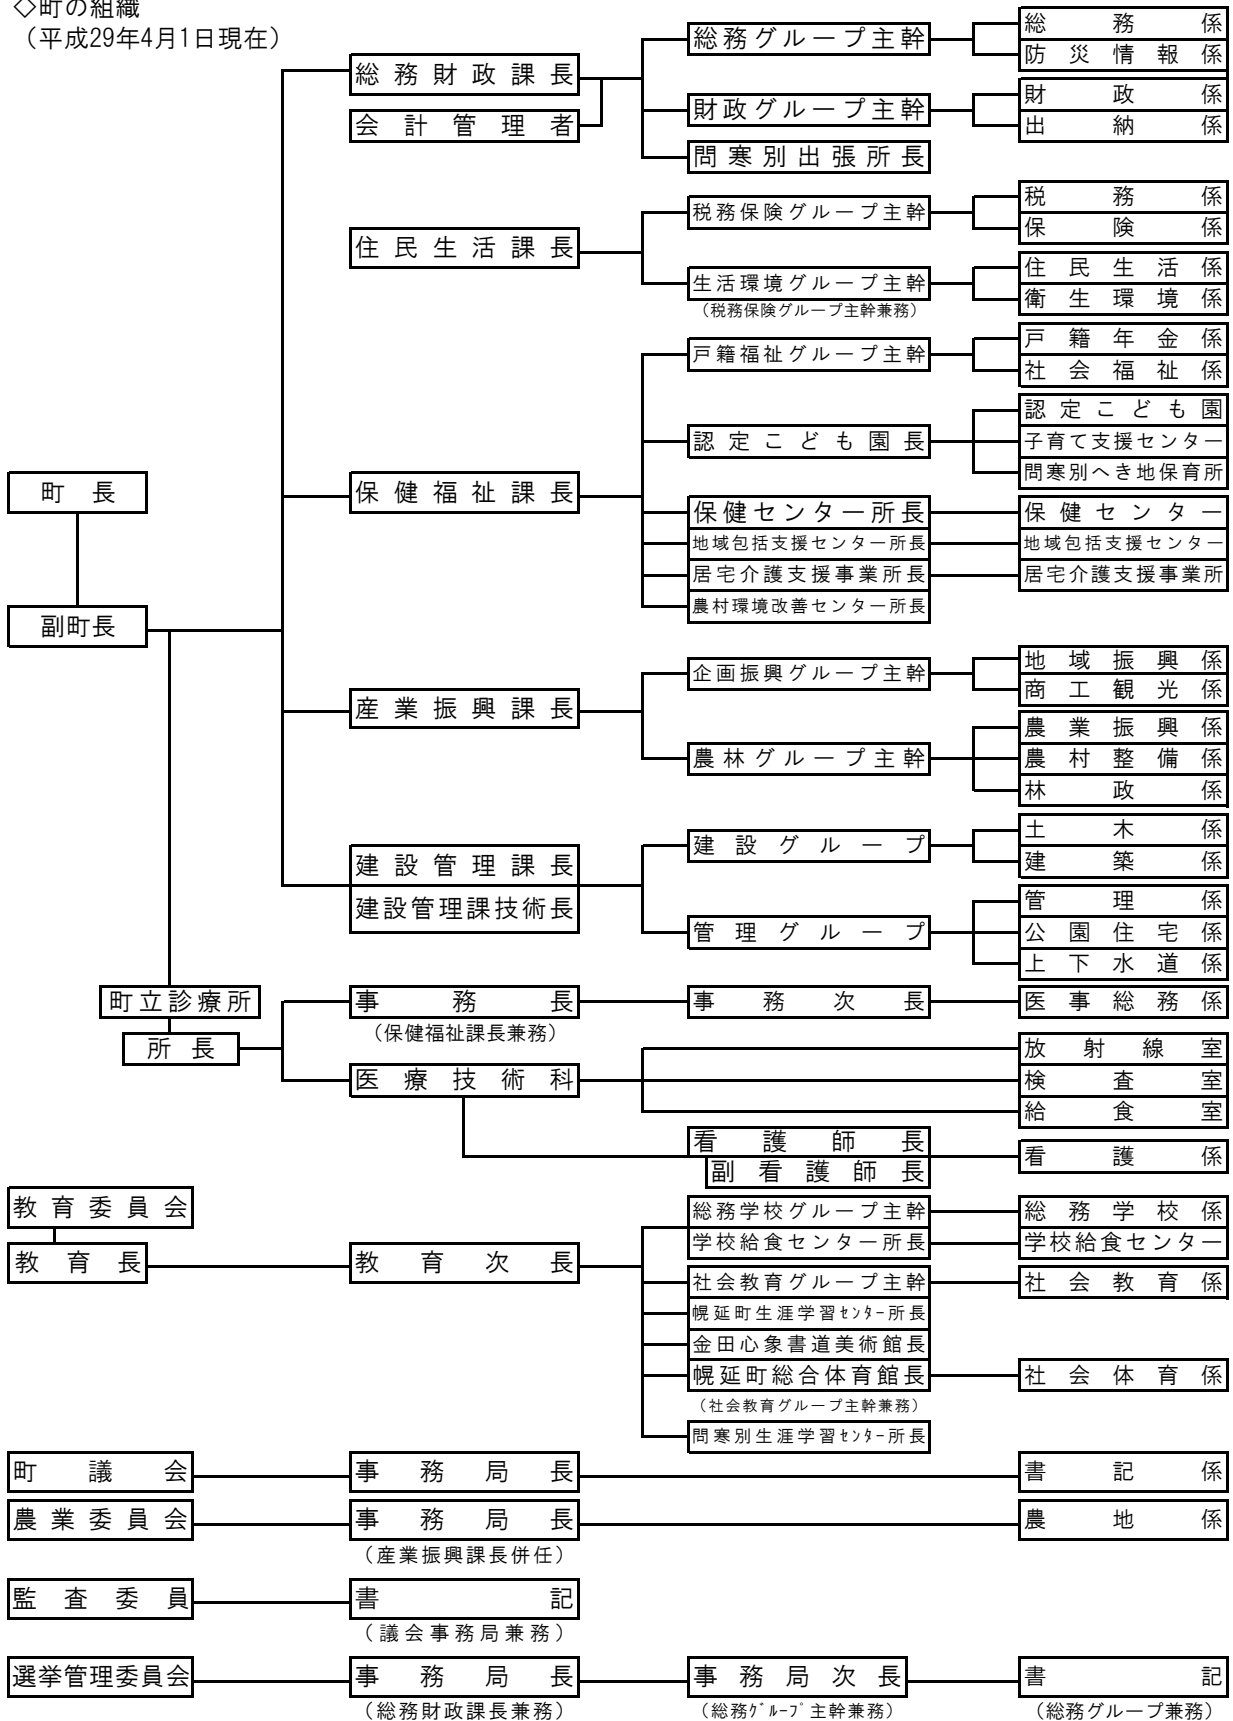 ◇町の組織
（平成29年4月1日現在）
総務グループ主幹
総務係
防災情報係
総務財政課長
会計管理者
財政グループ主幹
財政係
出納係
問寒別出張所長
住民生活課長
税務保険グループ主幹
税務係
保険係
生活環境グループ主幹
（税務保険グループ主幹兼務）
住民生活係
衛生環境係
戸籍福祉グループ主幹
戸籍年金係
社会福祉係
認定こども園長
認定こども園
子育て支援センター
問寒別へき地保育所
町長
保健福祉課長
保健センター所長
保健センター
地域包括支援センター所長
地域包括支援センター
居宅介護支援事業所長
居宅介護支援事業所
農村環境改善センター所長
副町長
産業振興課長
企画振興グループ主幹
地域振興係
商工観光係
農林グループ主幹
農業振興係
農村整備係
林政係
建設管理課長
建設管理課技術長
建設グループ
土木係
建築係
管理グループ
管理係
公園住宅係
上下水道係
町立診療所
所長
事務長
（保健福祉課長兼務）
事務次長
医事総務係
医療技術科
放射線室
検査室
給食室
看護師長
副看護師長
看護係
教育委員会
教育長
教育次長
総務学校グループ主幹
総務学校係
学校給食センター所長
学校給食センター
社会教育グループ主幹
社会教育係
幌延町生涯学習ｾﾝﾀｰ所長
金田心象書道美術館長
幌延町総合体育館長
（社会教育グループ主幹兼務）
社会体育係
問寒別生涯学習ｾﾝﾀｰ所長
町議会
事務局長
書記係
農業委員会
事務局長
（産業振興課長併任）
農地係
監査委員
書記
（議会事務局兼務）
選挙管理委員会
事務局長
（総務財政課長兼務）
事務局次長
（総務ｸﾞﾙｰﾌﾟ主幹兼務）
書記
（総務グループ兼務）